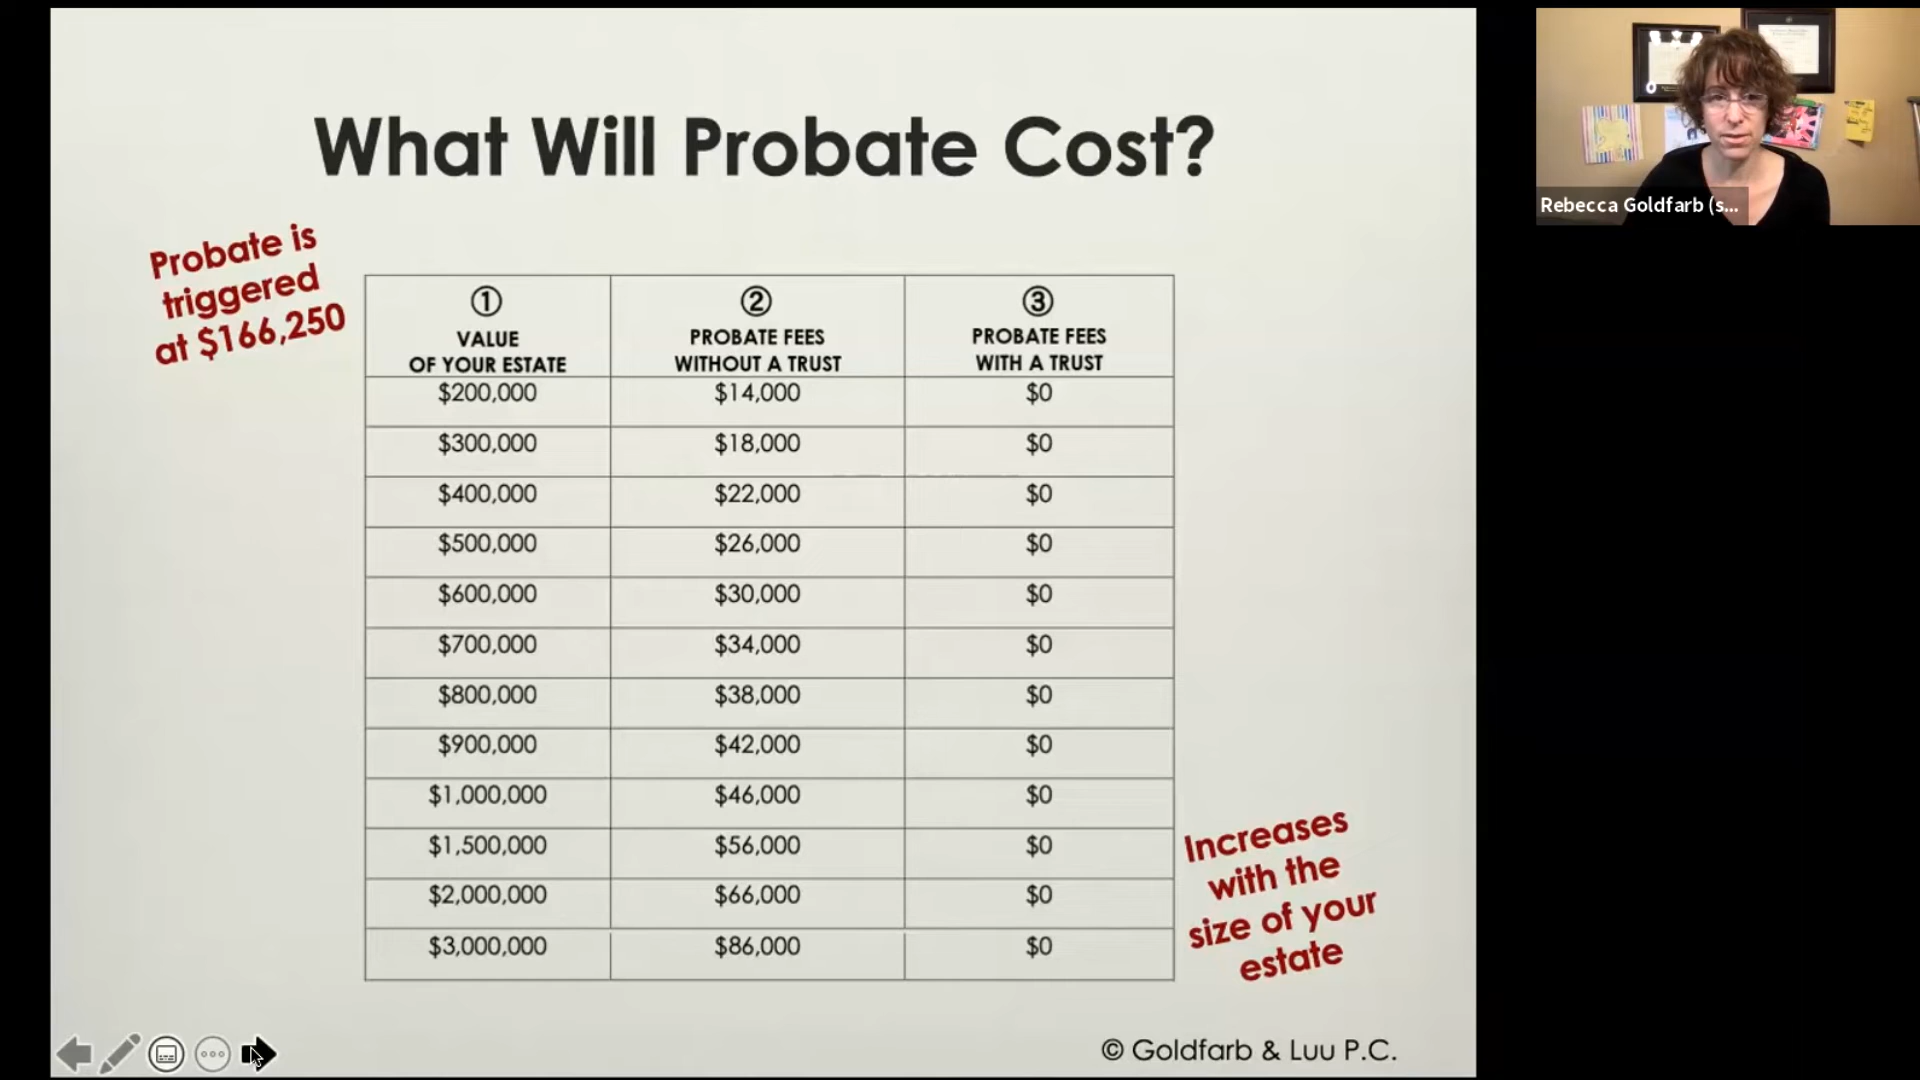 What Will Probate Cost?
Probate is
triggered
at $166,250
① ② ③
VALUE PROBATE FEES PROBATE FEES
OF YOUR ESTATE WITHOUT A TRUST WITH A TRUST
$200,000 $14,000 $0
$300,000 $18,000 $0
$400,000 $22,000 $0
$500,000 $26,000 $0
$600,000 $30,000 $0
$700,000 $34,000 $0
$800,000 $38,000 $0
$900,000 $42,000 $0
$1,000,000 $46,000 $0
$1,500,000 $56,000 $0
$2,000,000 $66,000 $0
$3,000,000 $86,000 $0
Increases
with the
size of your
estate
© Goldfarb & Luu P.C.
Rebecca Goldfarb (s...